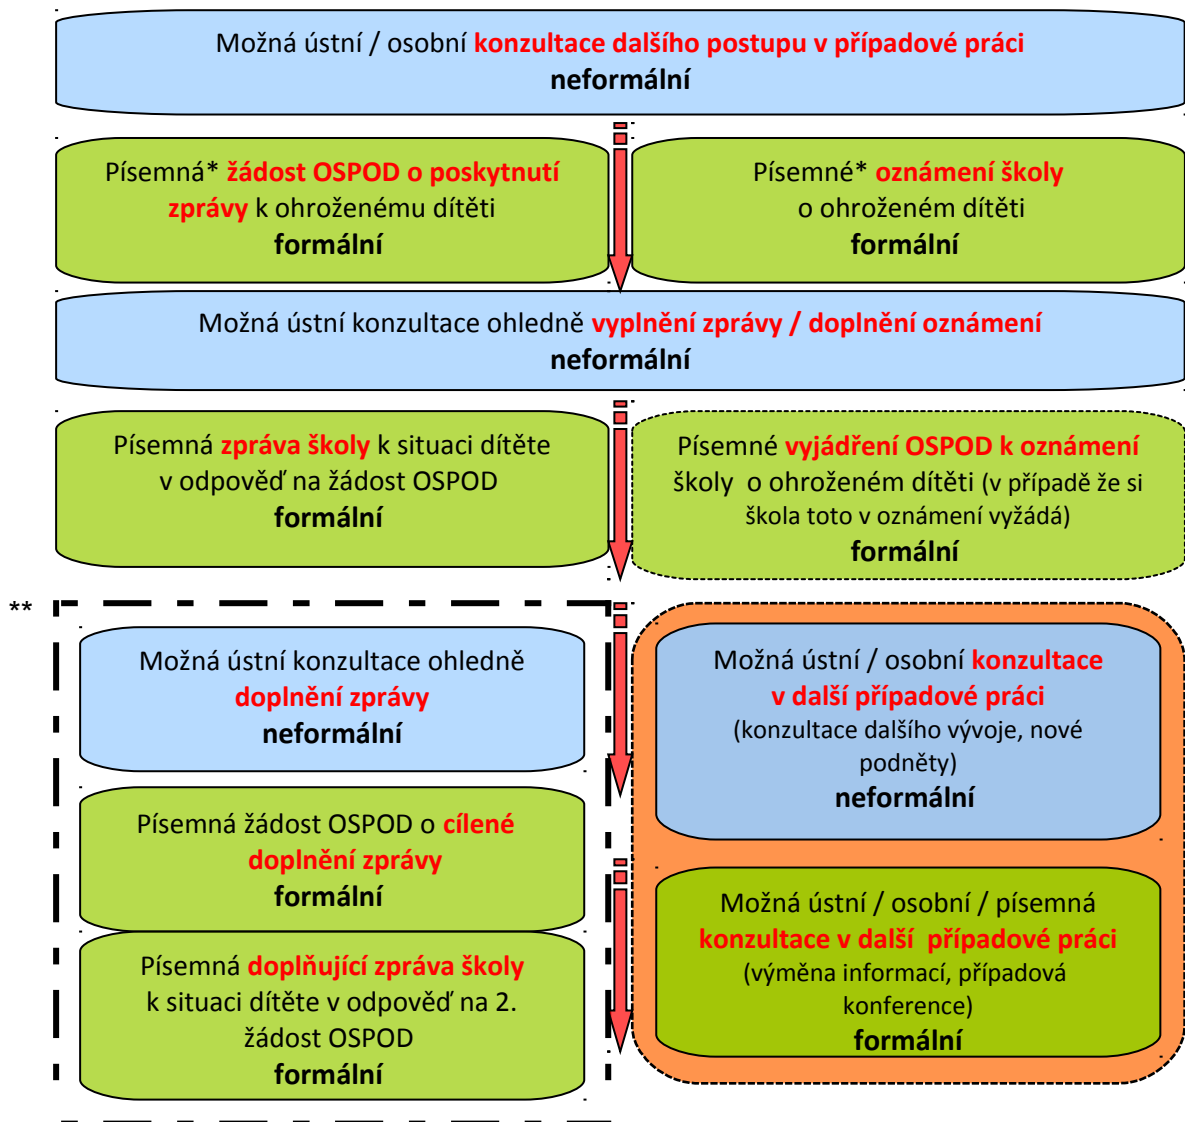 Možná ústní / osobní konzultace dalšího postupu v případové práci
neformální
Písemná* žádost OSPOD o poskytnutí
zprávy k ohroženému dítěti
formální
Písemné* oznámení školy
o ohroženém dítěti
formální
Možná ústní konzultace ohledně vyplnění zprávy / doplnění oznámení
neformální
Písemná zpráva školy k situaci dítěte
v odpověď na žádost OSPOD
formální
Písemné vyjádření OSPOD k oznámení
školy o ohroženém dítěti (v případě že si
škola toto v oznámení vyžádá)
formální
**
Možná ústní konzultace ohledně
doplnění zprávy
neformální
Písemná žádost OSPOD o cílené
doplnění zprávy
formální
Písemná doplňující zpráva školy
k situaci dítěte v odpověď na 2.
žádost OSPOD
formální
Možná ústní / osobní konzultace
v další případové práci
(konzultace dalšího vývoje, nové
podněty)
neformální
Možná ústní / osobní / písemná
konzultace v další případové práci
(výměna informací, případová
konference)
formální